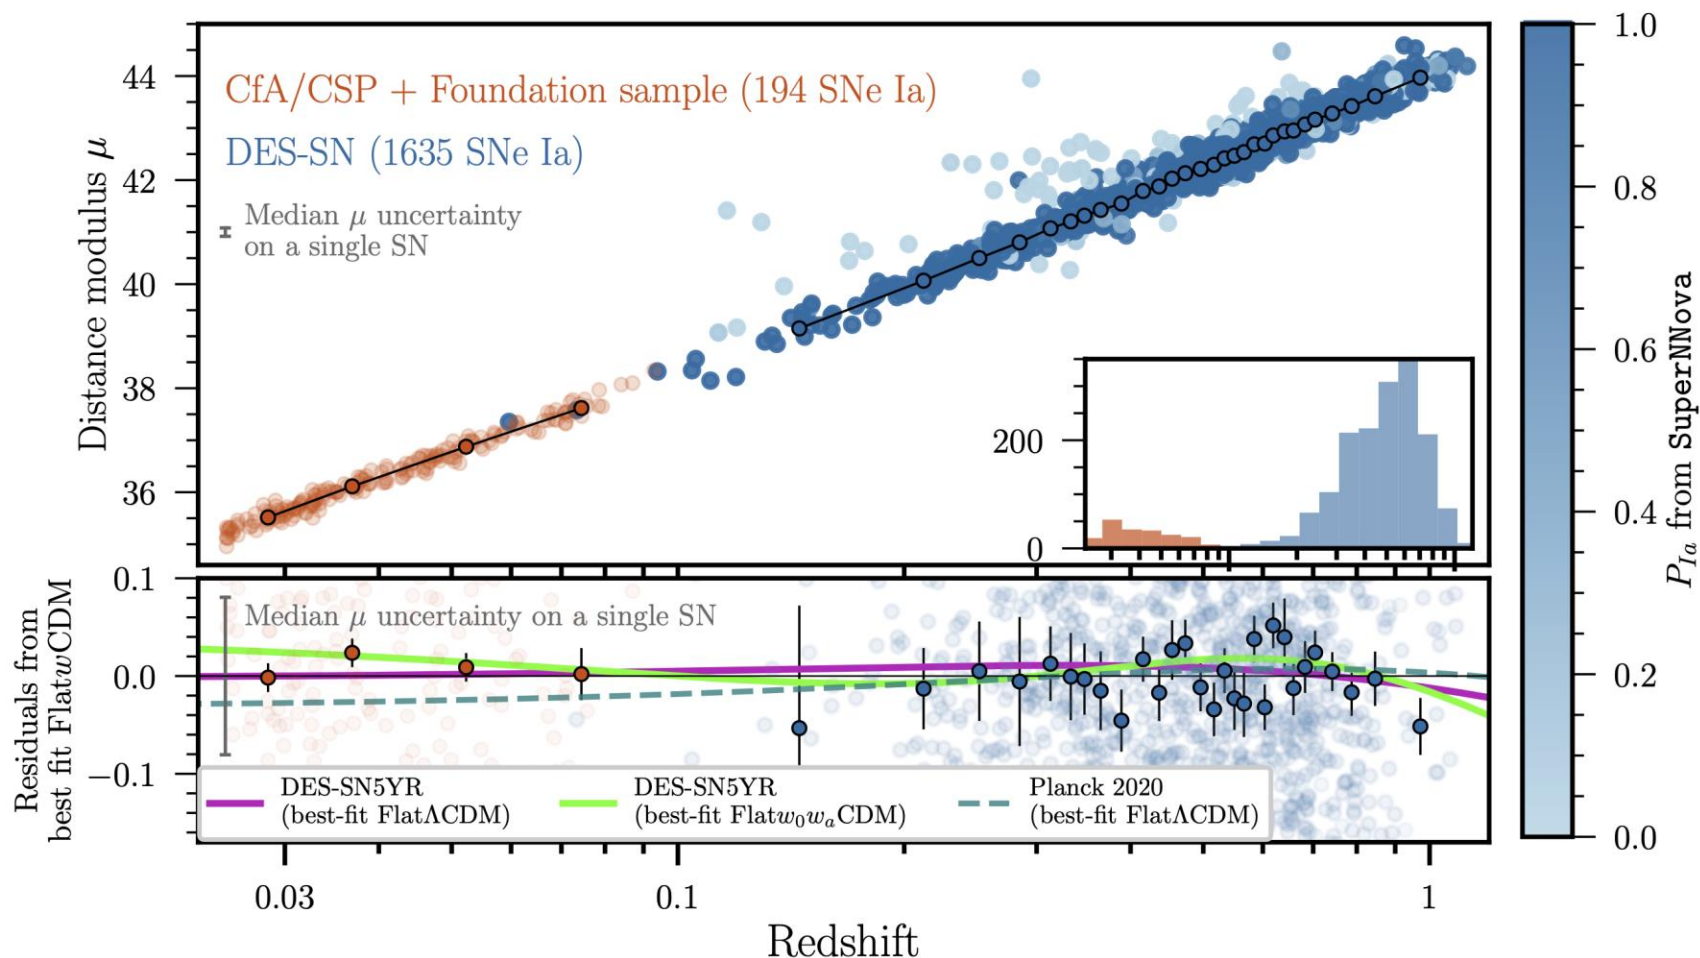 CfA/CSP + Foundation sample (194 SNe Ia)
DES-SN (1635 SNe Ia)
Median μ uncertainty
on a single SN
Distance modulus μ
44
42
40
38
36
200
0
1.0
0.8
0.6
0.4
0.2
0.0
P_{Ia} from SuperNNova
Residuals from
best fit FlatwCDM
0.1
0.0
−0.1
Median μ uncertainty on a single SN
DES-SN5YR
(best-fit FlatΛCDM)
DES-SN5YR
(best-fit Flatw₀wₐCDM)
Planck 2020
(best-fit FlatΛCDM)
0.03
0.1
1
Redshift